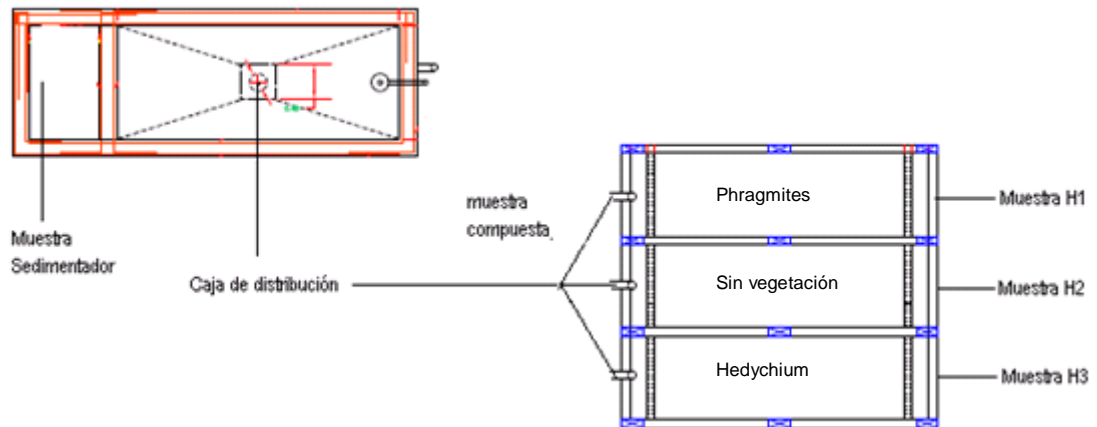 Muestra
Sedimentador
Caja de distribución
muestra
compuesta
Phragmites
Sin vegetación
Hedychium
Muestra H1
Muestra H2
Muestra H3